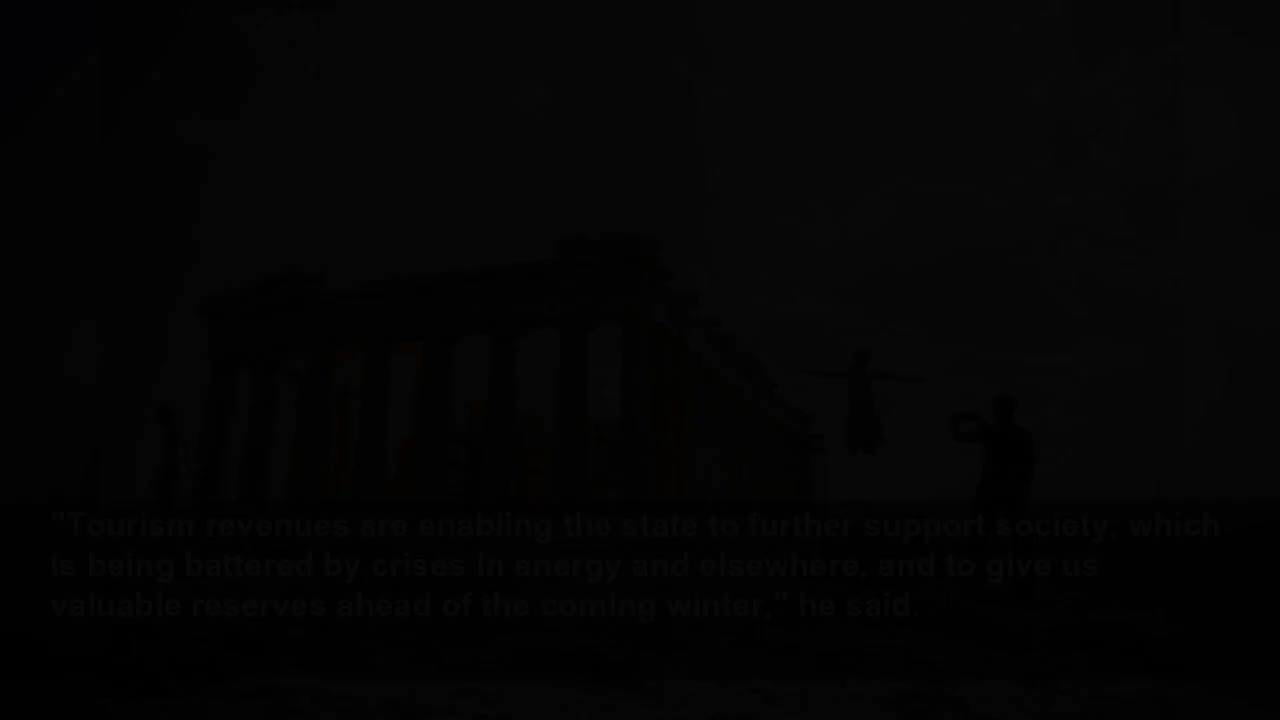 "Tourism revenues are enabling the state to further support society, which
is being battered by crises in energy and elsewhere, and to give us
valuable reserves ahead of the coming winter," he said.